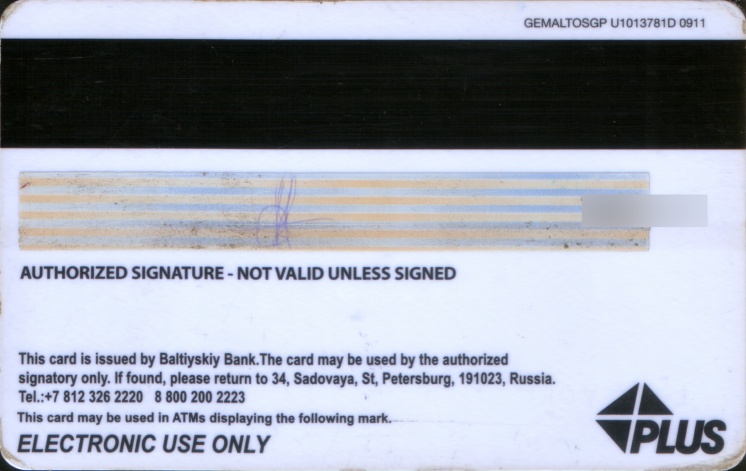 GEMALTOSGP U1013781D 0911
AUTHORIZED SIGNATURE - NOT VALID UNLESS SIGNED
This card is issued by Baltiyskiy Bank.The card may be used by the authorized
signatory only. If found, please return to 34, Sadovaya, St, Petersburg, 191023, Russia.
Tel.:+7 812 326 2220 8 800 200 2223
This card may be used in ATMs displaying the following mark.
ELECTRONIC USE ONLY
PLUS